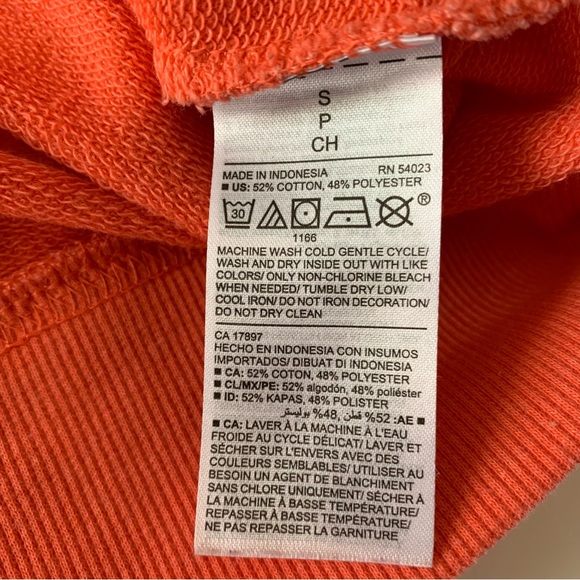 S
P
CH
MADE IN INDONESIA RN 54023
■ US: 52% COTTON, 48% POLYESTER
30 ®
1166
MACHINE WASH COLD GENTLE CYCLE/
WASH AND DRY INSIDE OUT WITH LIKE
COLORS/ ONLY NON-CHLORINE BLEACH
WHEN NEEDED/ TUMBLE DRY LOW/
COOL IRON/ DO NOT IRON DECORATION/
DO NOT DRY CLEAN
CA 17897
HECHO EN INDONESIA CON INSUMOS
IMPORTADOS/ DIBUAT DI INDONESIA
■ CA: 52% COTON, 48% POLYESTER
■ CL/MX/PE: 52% algodón, 48% poliéster
■ ID: 52% KAPAS, 48% POLISTER
■ AE: 52% قطن, 48% بوليستر
■ CA: LAVER À LA MACHINE À L'EAU
FROIDE AU CYCLE DÉLICAT/ LAVER ET
SÉCHER SUR L'ENVERS AVEC DES
COULEURS SEMBLABLES/ UTILISER AU
BESOIN UN AGENT DE BLANCHIMENT
SANS CHLORE UNIQUEMENT/ SÉCHER À
LA MACHINE À BASSE TEMPÉRATURE/
REPASSER À BASSE TEMPÉRATURE/
NE PAS REPASSER LA GARNITURE